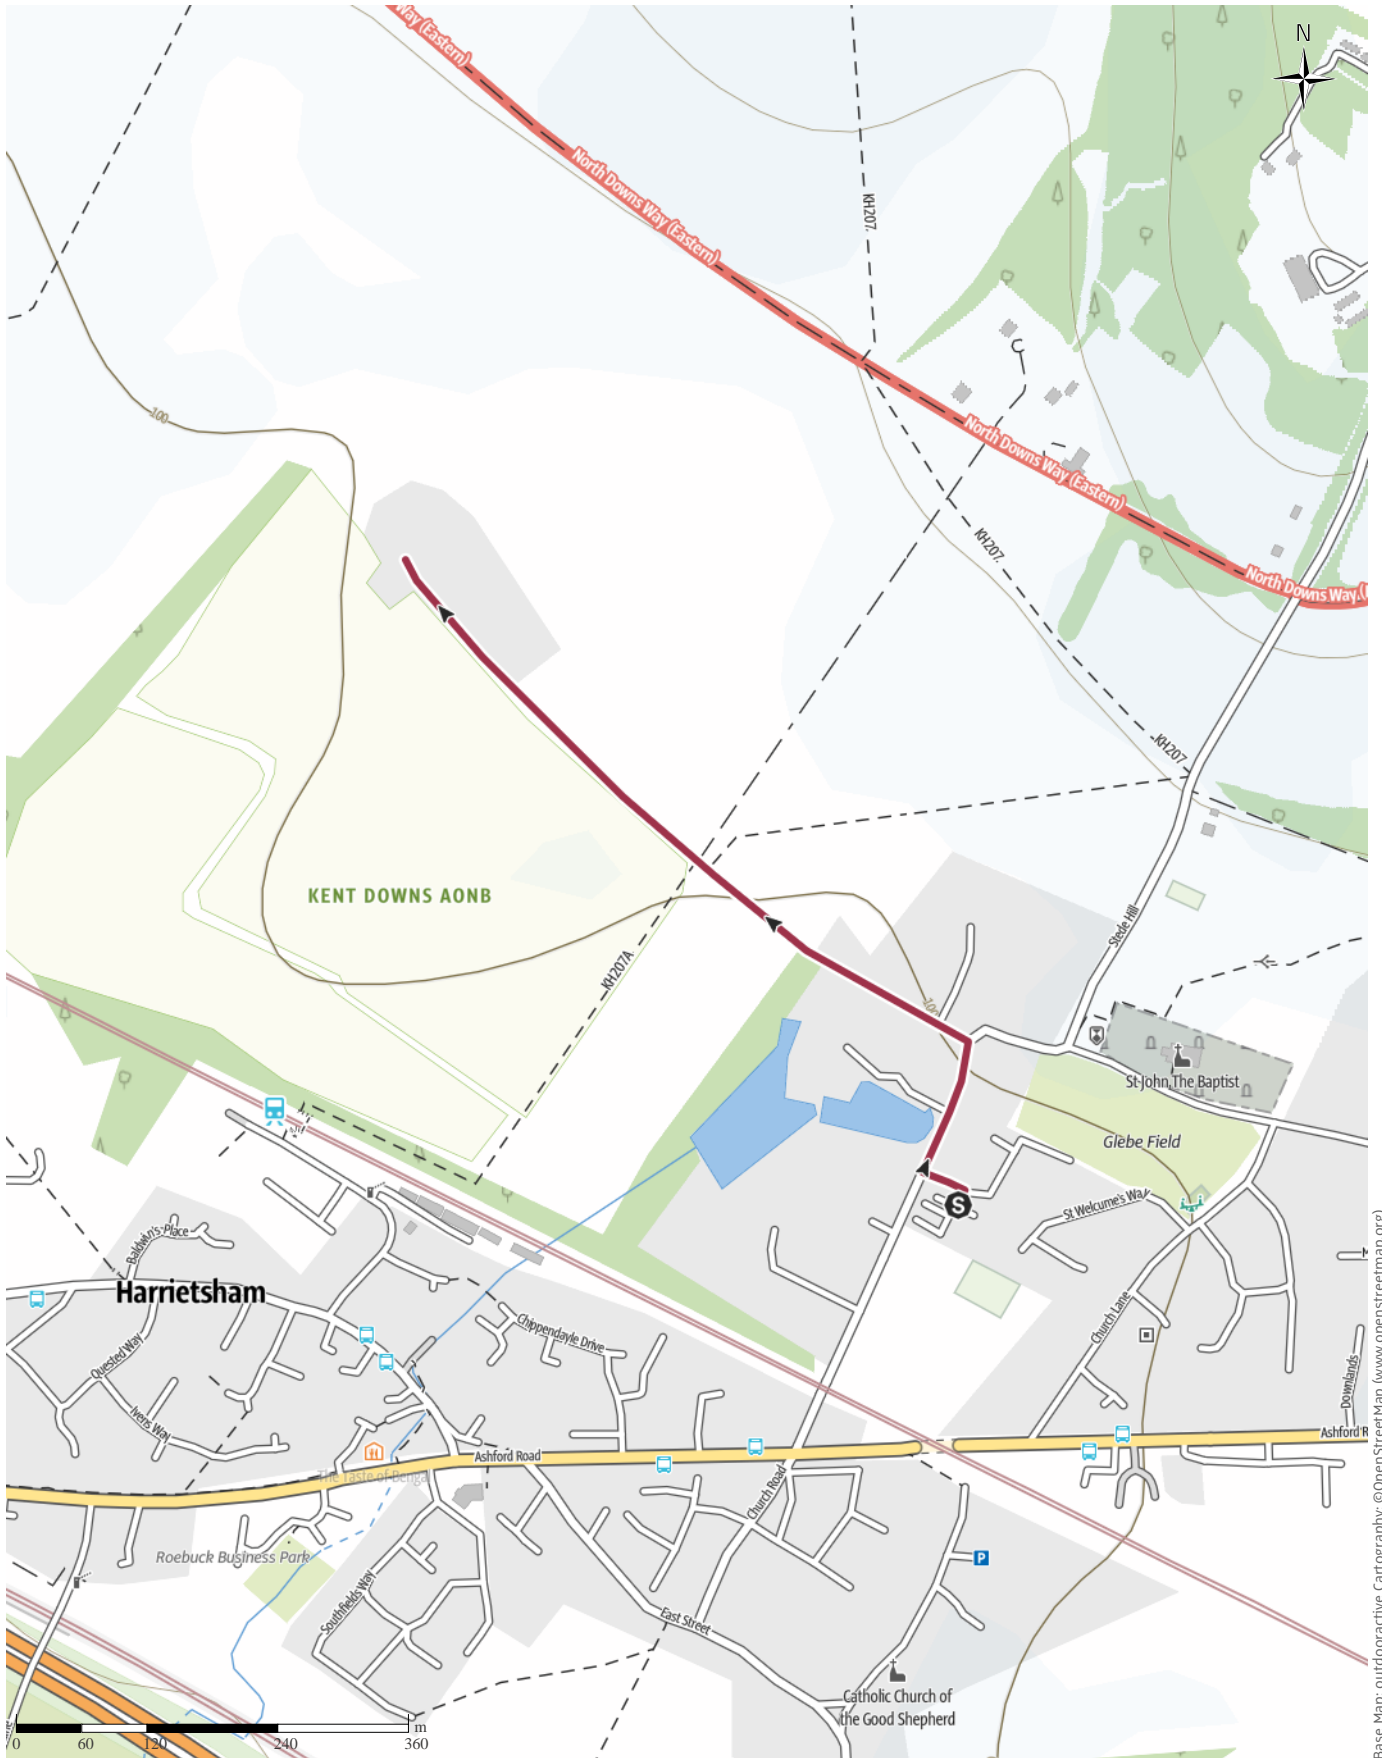 Way (Eastern)
N
North Downs Way (Eastern)
KH207
100
North Downs Way (Eastern)
KH207
North Downs Way (
KH207
KENT DOWNS AONB
Stede Hill
KH207A
100
St John The Baptist
Glebe Field
St Welcome's Way
S
Baldwin's Place
Harrietsham
Church Lane
Chippendayle Drive
Quested Way
Downlands
Ivens Way
Ashford Road
Ashford R
The Taste of Bengal
Church Road
Roebuck Business Park
P
Southfields Way
East Street
Catholic Church of
the Good Shepherd
m
0 60 120 240 360
Base Map: outdooractive Cartography: ©OpenStreetMap (www.openstreetmap.org)